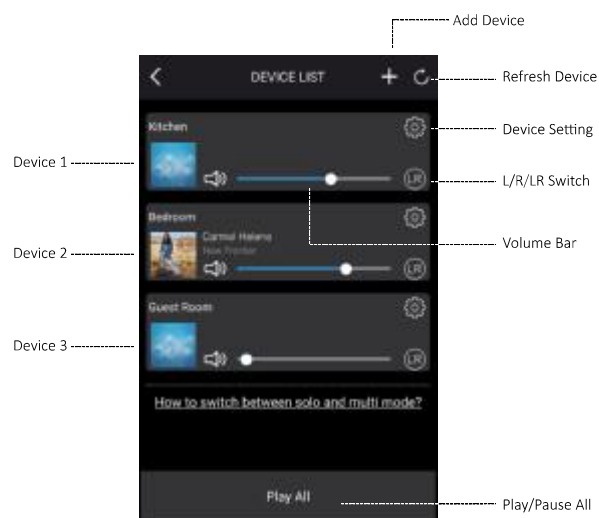 Add Device
DEVICE LIST
Refresh Device
Kitchen
Device Setting
Device 1
LR
L/R/LR Switch
Bedroom
Carmel Helene
Volume Bar
Device 2
LR
Guest Room
Device 3
LR
How to switch between solo and multi mode?
Play All
Play/Pause All